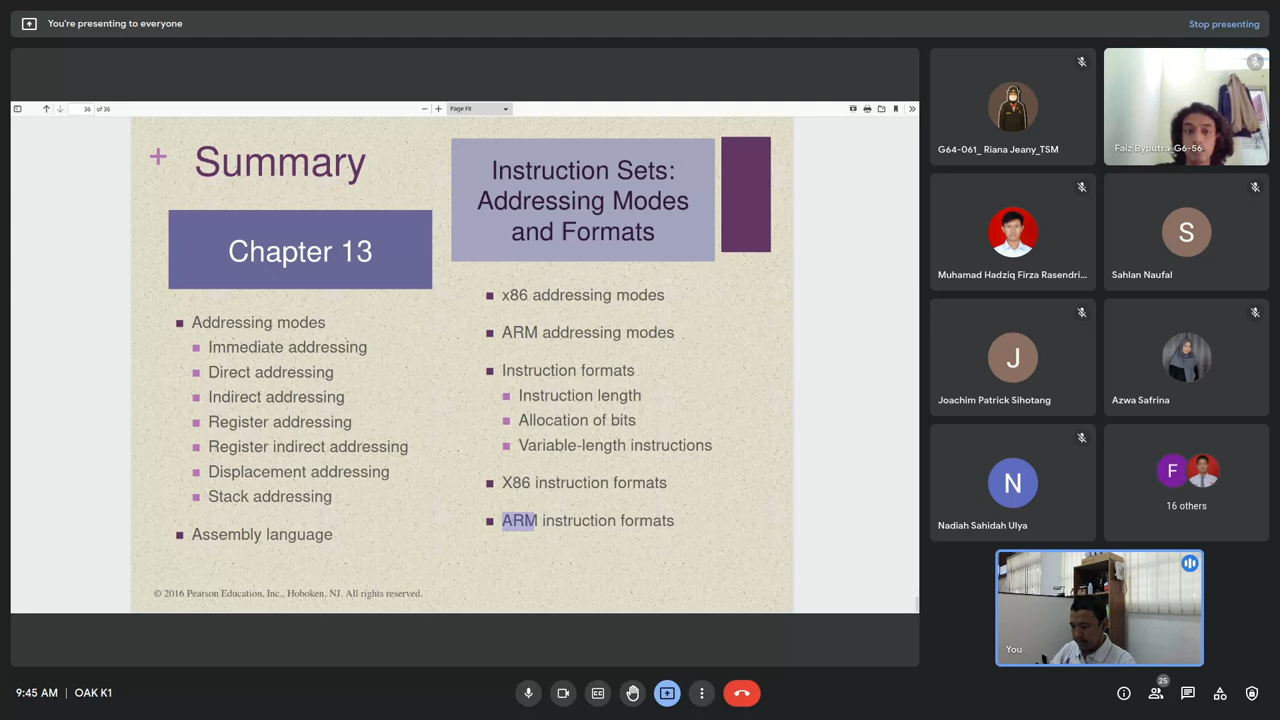 You're presenting to everyone
Stop presenting
36 of 36
Page Fit
+ Summary
Chapter 13
Addressing modes
Immediate addressing
Direct addressing
Indirect addressing
Register addressing
Register indirect addressing
Displacement addressing
Stack addressing
Assembly language
Instruction Sets:
Addressing Modes
and Formats
x86 addressing modes
ARM addressing modes
Instruction formats
Instruction length
Allocation of bits
Variable-length instructions
X86 instruction formats
ARM instruction formats
© 2016 Pearson Education, Inc., Hoboken, NJ. All rights reserved.
G64-061_ Riana Jeany_TSM
Faiz Byputra_G6-56
Muhamad Hadziq Firza Rasendri...
S
Sahlan Naufal
J
Joachim Patrick Sihotang
Azwa Safrina
N
Nadiah Sahidah Ulya
F
16 others
You
9:45 AM | OAK K1
25